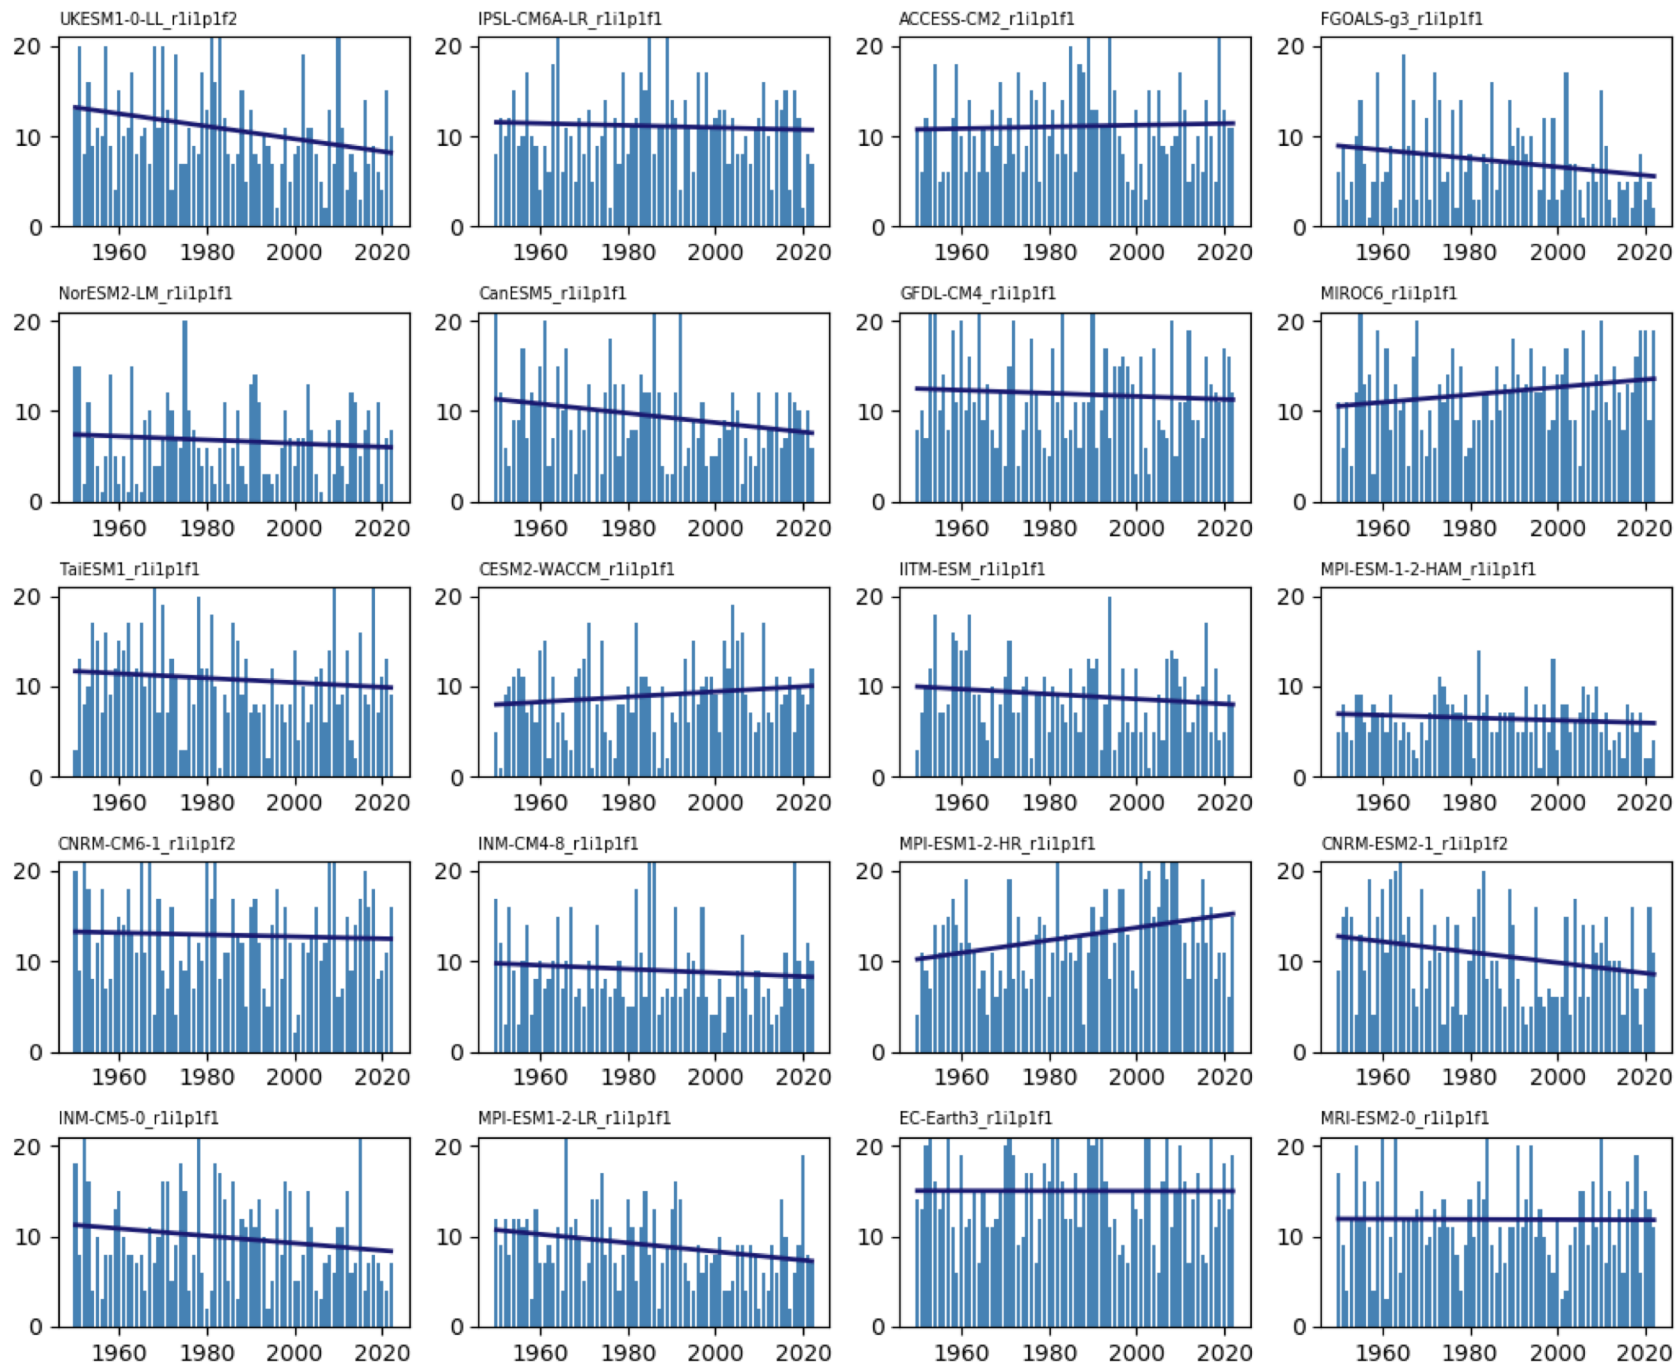 UKESM1-0-LL_r1i1p1f2 IPSL-CM6A-LR_r1i1p1f1 ACCESS-CM2_r1i1p1f1 FGOALS-g3_r1i1p1f1
20 20 20 20
10 10 10 10
0 0 0 0
1960 1980 2000 2020 1960 1980 2000 2020 1960 1980 2000 2020 1960 1980 2000 2020
NorESM2-LM_r1i1p1f1 CanESM5_r1i1p1f1 GFDL-CM4_r1i1p1f1 MIROC6_r1i1p1f1
20 20 20 20
10 10 10 10
0 0 0 0
1960 1980 2000 2020 1960 1980 2000 2020 1960 1980 2000 2020 1960 1980 2000 2020
TaiESM1_r1i1p1f1 CESM2-WACCM_r1i1p1f1 IITM-ESM_r1i1p1f1 MPI-ESM-1-2-HAM_r1i1p1f1
20 20 20 20
10 10 10 10
0 0 0 0
1960 1980 2000 2020 1960 1980 2000 2020 1960 1980 2000 2020 1960 1980 2000 2020
CNRM-CM6-1_r1i1p1f2 INM-CM4-8_r1i1p1f1 MPI-ESM1-2-HR_r1i1p1f1 CNRM-ESM2-1_r1i1p1f2
20 20 20 20
10 10 10 10
0 0 0 0
1960 1980 2000 2020 1960 1980 2000 2020 1960 1980 2000 2020 1960 1980 2000 2020
INM-CM5-0_r1i1p1f1 MPI-ESM1-2-LR_r1i1p1f1 EC-Earth3_r1i1p1f1 MRI-ESM2-0_r1i1p1f1
20 20 20 20
10 10 10 10
0 0 0 0
1960 1980 2000 2020 1960 1980 2000 2020 1960 1980 2000 2020 1960 1980 2000 2020